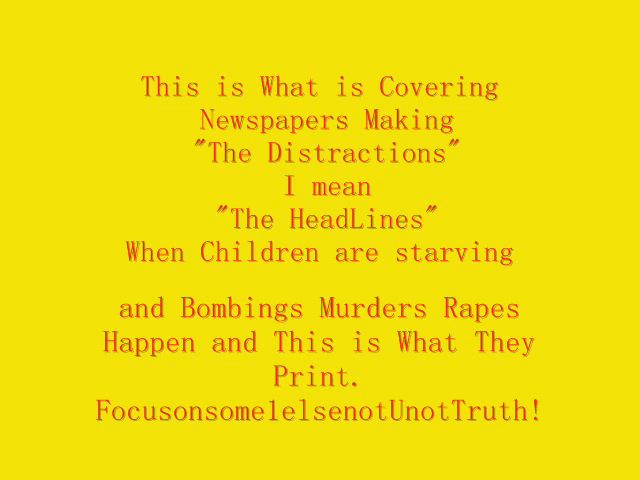 This is What is Covering
Newspapers Making
"The Distractions"
I mean
"The HeadLines"
When Children are starving
and Bombings Murders Rapes
Happen and This is What They
Print.
Focusonsome1elsenotUnotTruth!